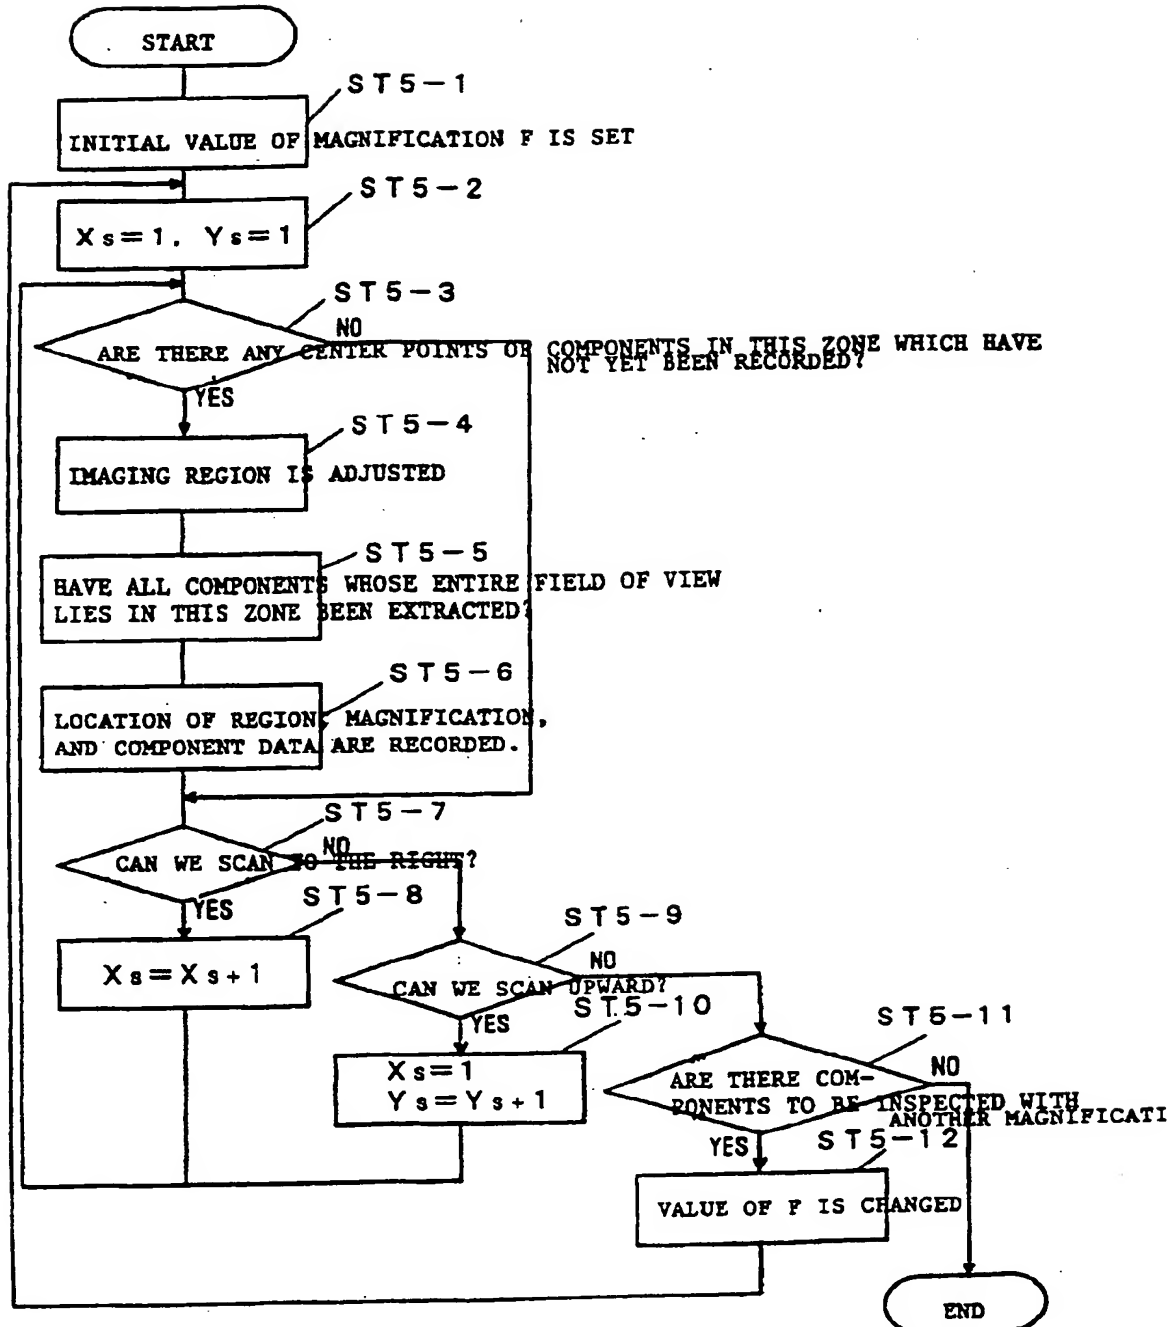 START
ST5-1
INITIAL VALUE OF MAGNIFICATION F IS SET
ST5-2
Xs=1, Ys=1
ST5-3
NO
ARE THERE ANY CENTER POINTS OF COMPONENTS IN THIS ZONE WHICH HAVE
NOT YET BEEN RECORDED?
YES
ST5-4
IMAGING REGION IS ADJUSTED
ST5-5
HAVE ALL COMPONENTS WHOSE ENTIRE FIELD OF VIEW
LIES IN THIS ZONE BEEN EXTRACTED?
ST5-6
LOCATION OF REGION, MAGNIFICATION,
AND COMPONENT DATA ARE RECORDED.
ST5-7
NO
CAN WE SCAN TO THE RIGHT?
YES
ST5-8
Xs=Xs+1
ST5-9
NO
CAN WE SCAN UPWARD?
YES
ST5-10
Xs=1
Ys=Ys+1
ST5-11
NO
ARE THERE COM-
PONENTS TO BE INSPECTED WITH
ANOTHER MAGNIFICATI
YES
ST5-12
VALUE OF F IS CHANGED
END